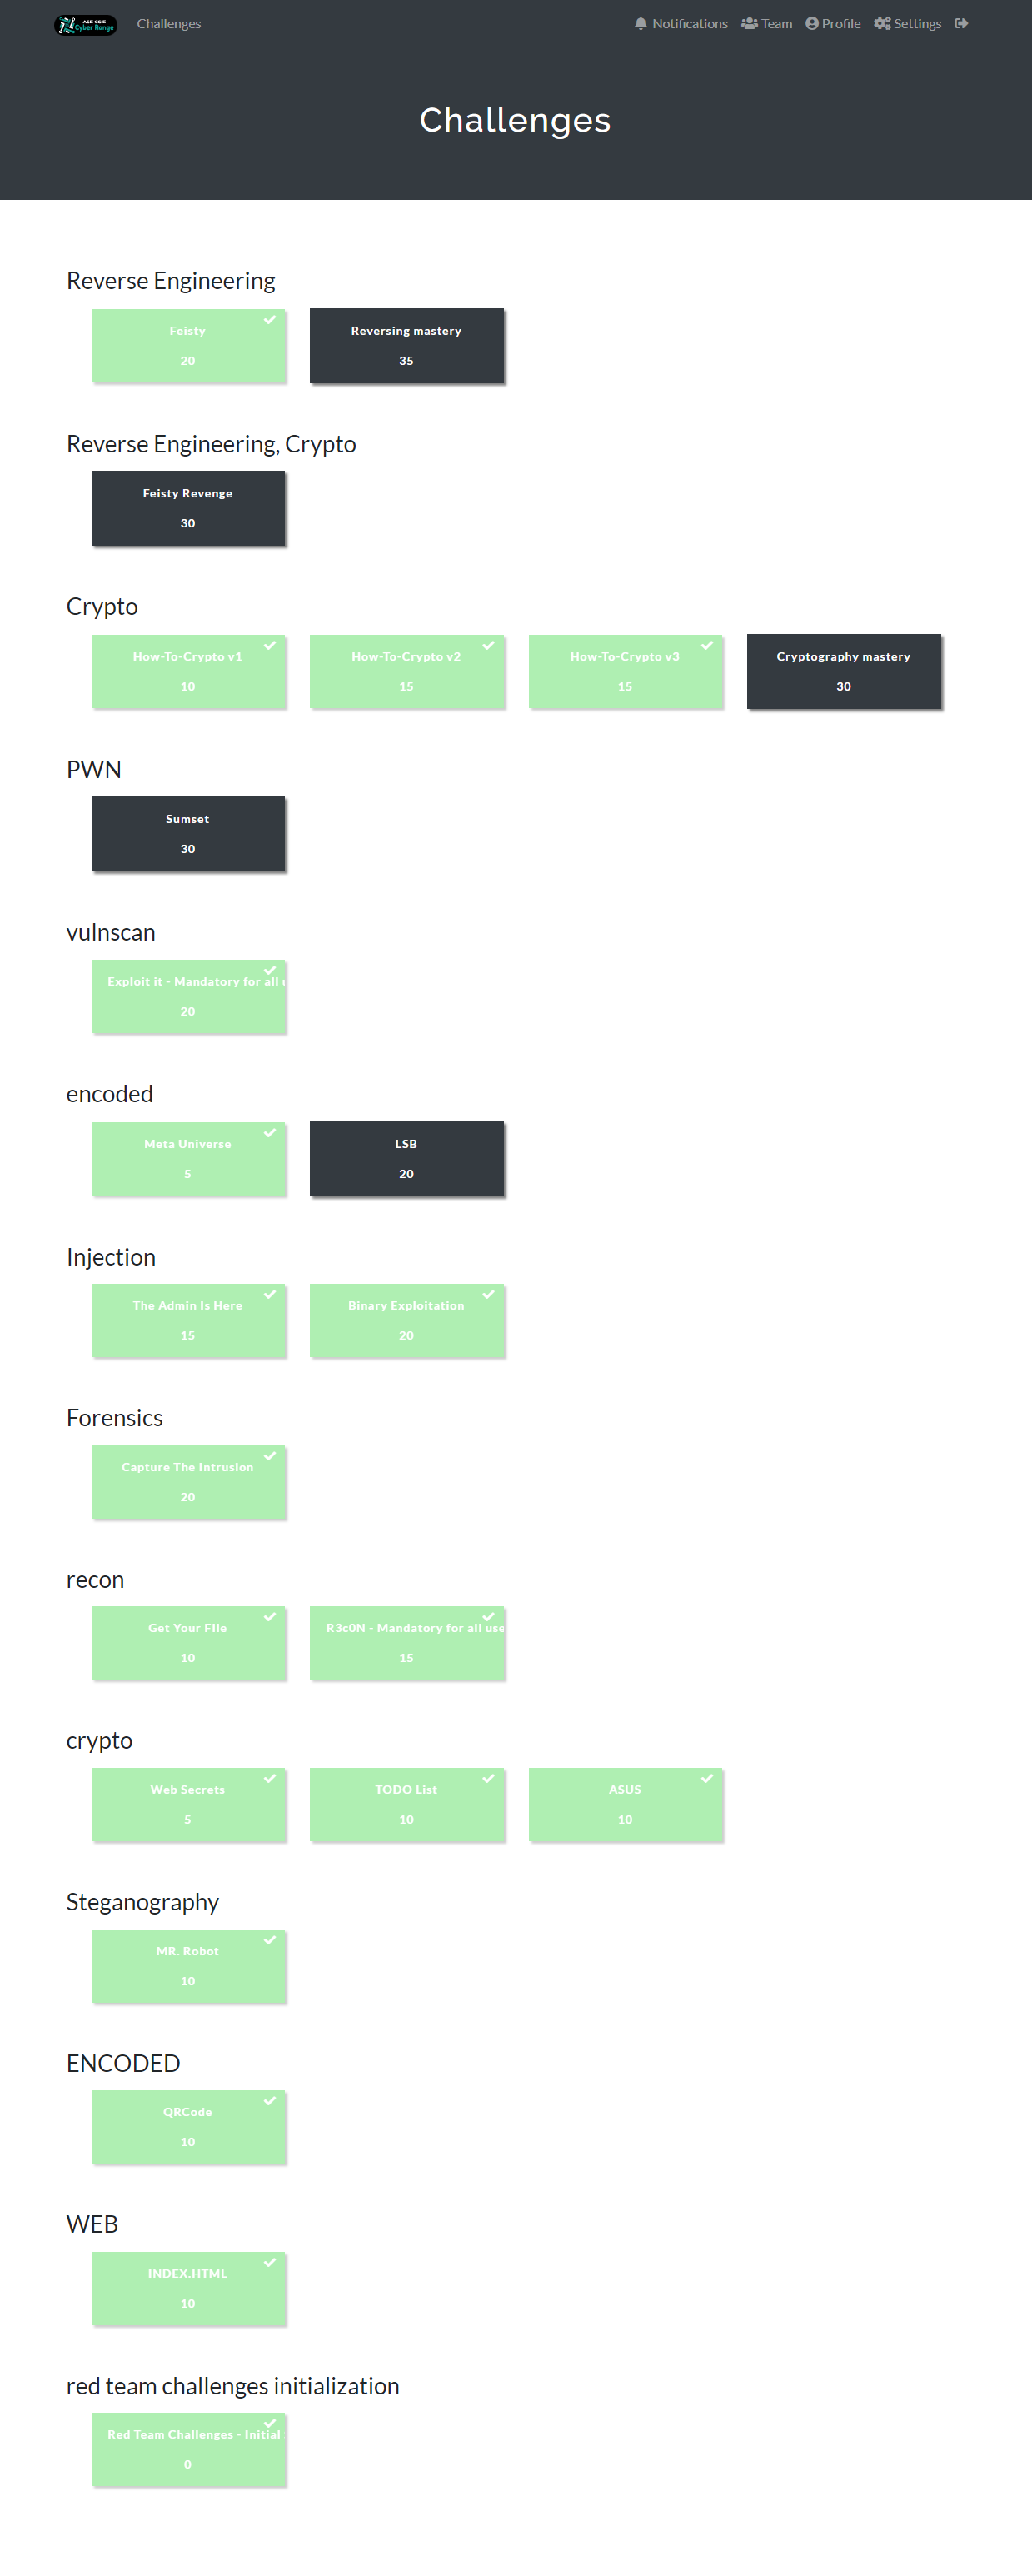 ASE CSIE
Cyber Range
Challenges
Notifications
Team
Profile
Settings
Challenges
Reverse Engineering
Feisty
20
Reversing mastery
35
Reverse Engineering, Crypto
Feisty Revenge
30
Crypto
How-To-Crypto v1
10
How-To-Crypto v2
15
How-To-Crypto v3
15
Cryptography mastery
30
PWN
Sumset
30
vulnscan
Exploit it - Mandatory for all
20
encoded
Meta Universe
5
LSB
20
Injection
The Admin Is Here
15
Binary Exploitation
20
Forensics
Capture The Intrusion
20
recon
Get Your FIle
10
R3c0N - Mandatory for all use
15
crypto
Web Secrets
5
TODO List
10
ASUS
10
Steganography
MR. Robot
10
ENCODED
QRCode
10
WEB
INDEX.HTML
10
red team challenges initialization
Red Team Challenges - Initial
0